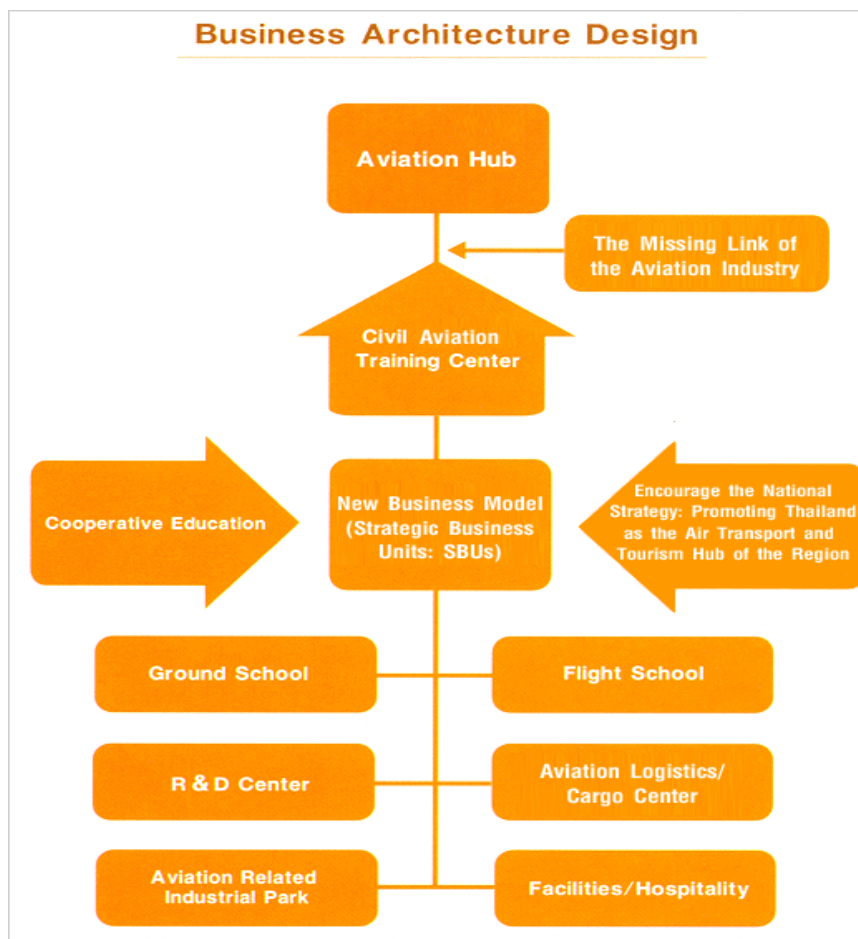 Business Architecture Design
Aviation Hub
The Missing Link of
the Aviation Industry
Civil Aviation
Training Center
Cooperative Education
New Business Model
(Strategic Business
Units: SBUs)
Encourage the National
Strategy: Promoting Thailand
as the Air Transport and
Tourism Hub of the Region
Ground School
Flight School
R & D Center
Aviation Logistics/
Cargo Center
Aviation Related
Industrial Park
Facilities/Hospitality